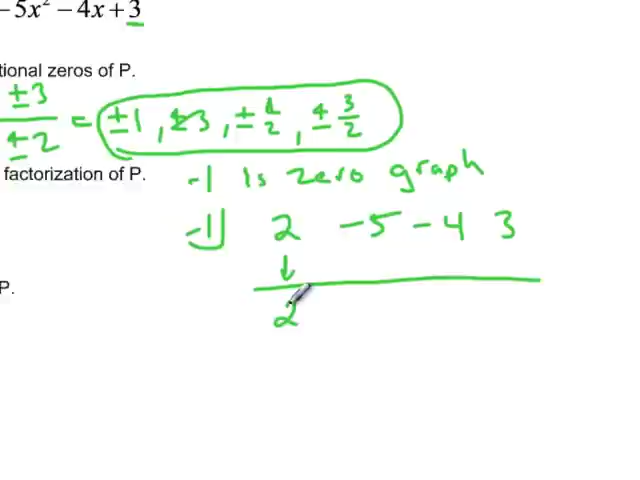 −5x² − 4x + 3
tional zeros of P.
±3
±2 = ±1, ±3, ±1/2, ±3/2
factorization of P.
-1 is zero graph
-1 2 -5 -4 3
P. ↓
2